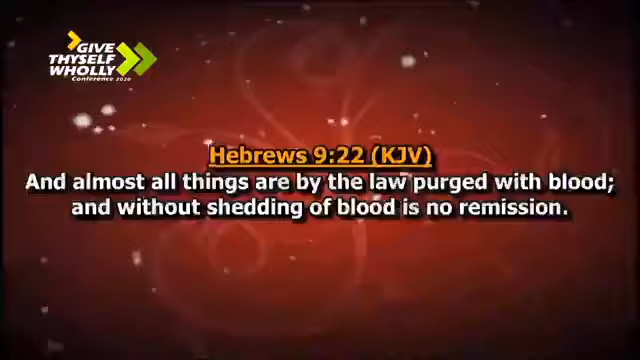 GIVE
THYSELF
WHOLLY
Conference 2020
Hebrews 9:22 (KJV)
And almost all things are by the law purged with blood;
and without shedding of blood is no remission.